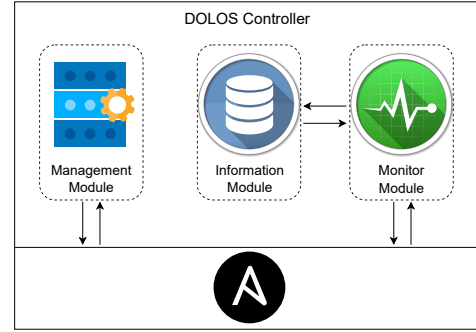 DOLOS Controller
Management
Module
Information
Module
Monitor
Module